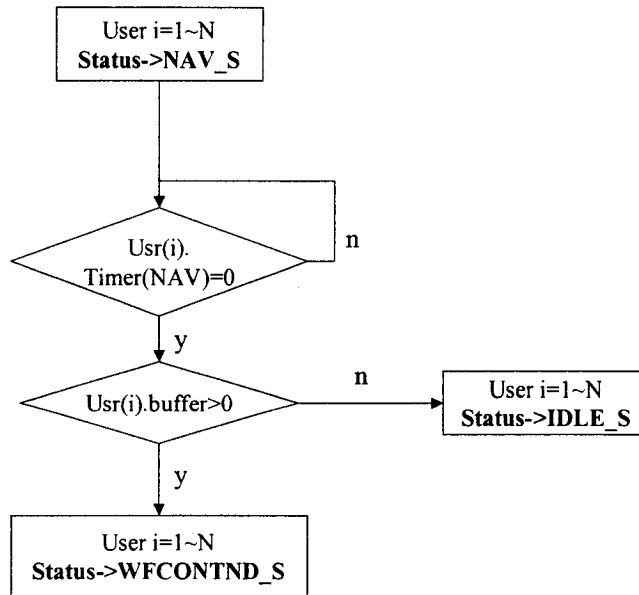 User i=1~N
Status->NAV_S
n
Usr(i).
Timer(NAV)=0
y
n
Usr(i).buffer>0
User i=1~N
Status->IDLE_S
y
User i=1~N
Status->WFCONTND_S